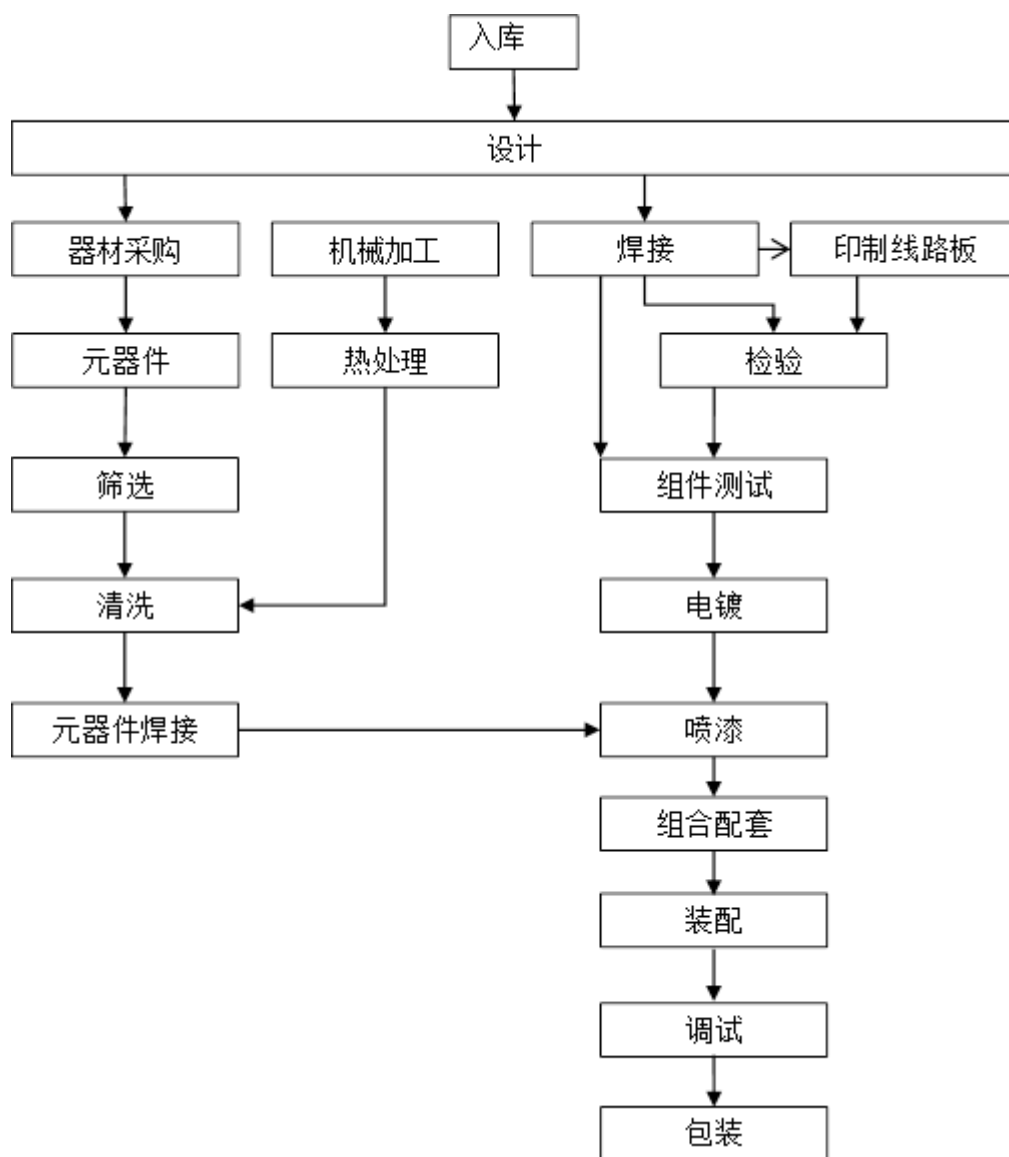 入库
设计
器材采购
机械加工
焊接
印制线路板
元器件
热处理
检验
筛选
组件测试
清洗
电镀
元器件焊接
喷漆
组合配套
装配
调试
包装